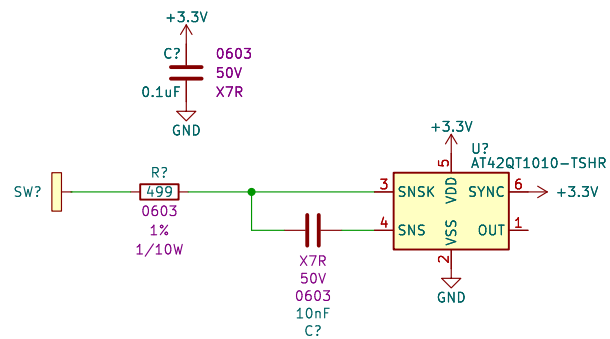 +3.3V
C?
0603
50V
0.1uF
X7R
GND
+3.3V
U?
AT42QT1010-TSHR
R?
5
SW?
499
3
SNSK
VDD
SYNC
6
+3.3V
0603
1%
1/10W
4
SNS
VSS
OUT
1
X7R
50V
0603
10nF
C?
2
GND